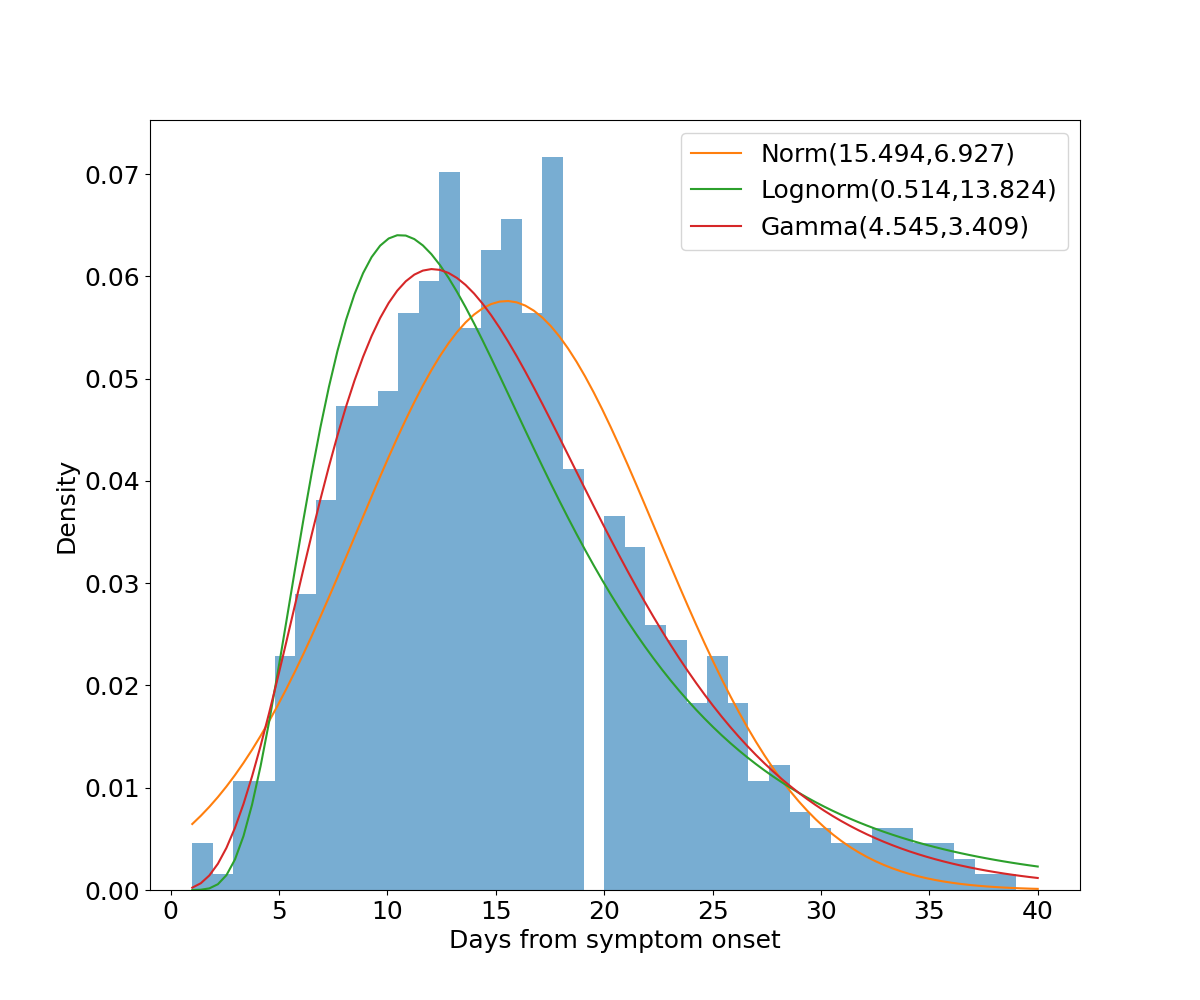 Norm(15.494,6.927)
Lognorm(0.514,13.824)
Gamma(4.545,3.409)
Density
0.07
0.06
0.05
0.04
0.03
0.02
0.01
0.00
0 5 10 15 20 25 30 35 40
Days from symptom onset